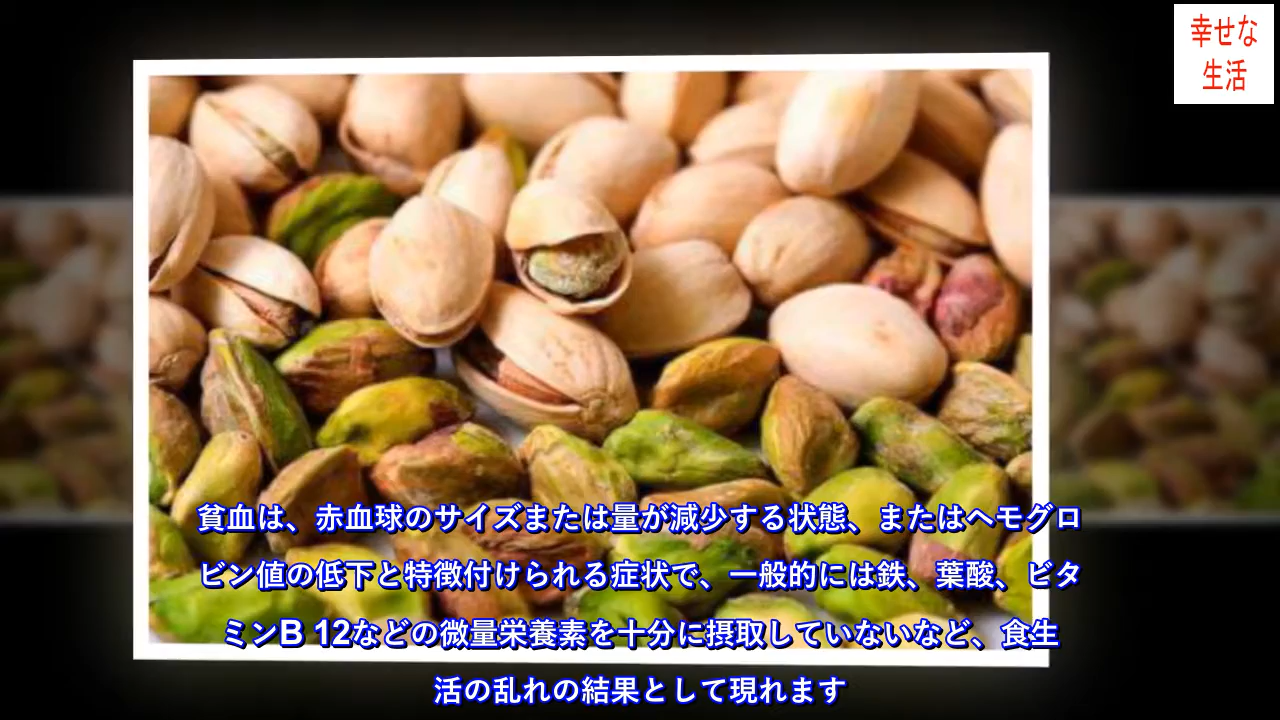 幸せな
生活
貧血は、赤血球のサイズまたは量が減少する状態、またはヘモグロ
ビン値の低下と特徴付けられる症状で、一般的には鉄、葉酸、ビタ
ミンB 12などの微量栄養素を十分に摂取していないなど、食生
活の乱れの結果として現れます